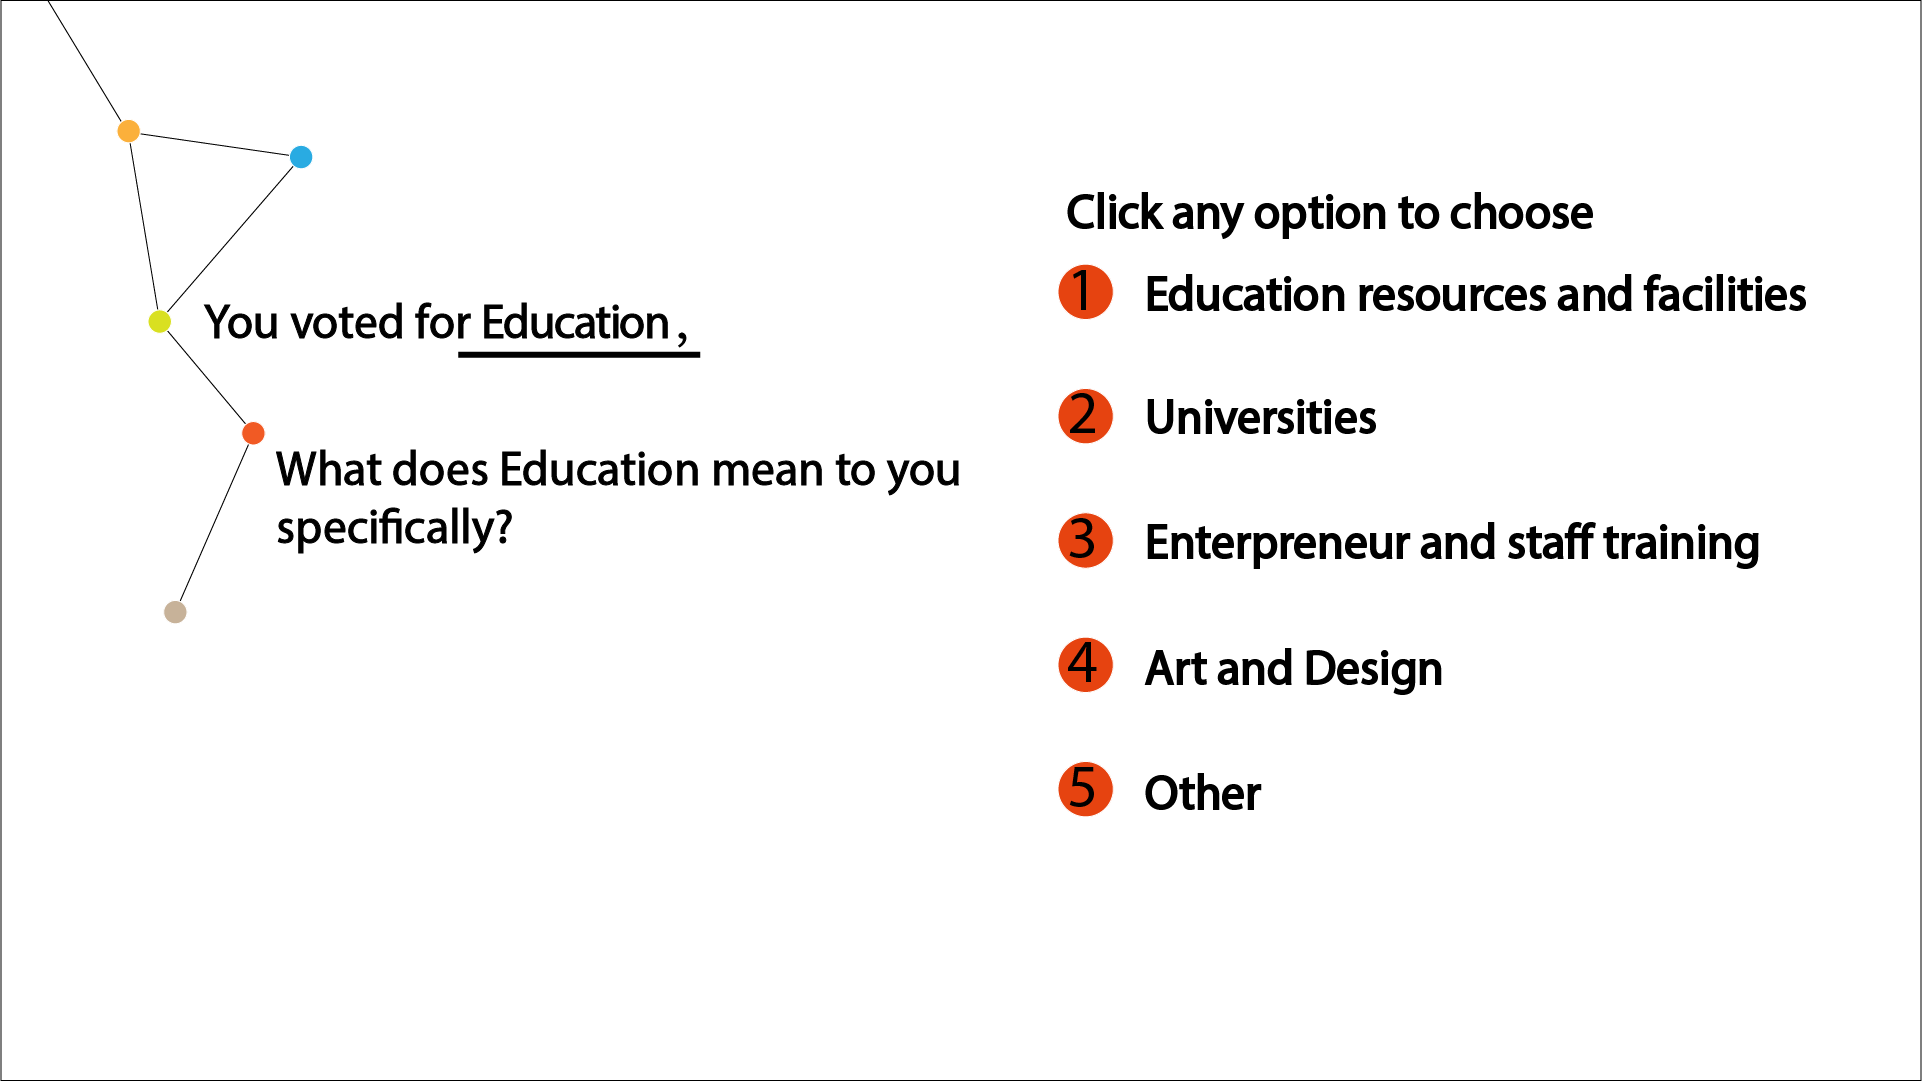 You voted for Education ,
What does Education mean to you
specifically?
Click any option to choose
1 Education resources and facilities
2 Universities
3 Enterpreneur and staff training
4 Art and Design
5 Other